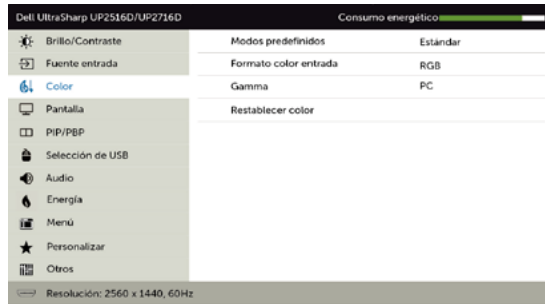 Dell UltraSharp UP2516D/UP2716D Consumo energético
Brillo/Contraste Modos predefinidos Estándar
Fuente entrada Formato color entrada RGB
Color Gamma PC
Pantalla Restablecer color
PIP/PBP
Selección de USB
Audio
Energía
Menú
Personalizar
Otros
Resolución: 2560 x 1440, 60Hz